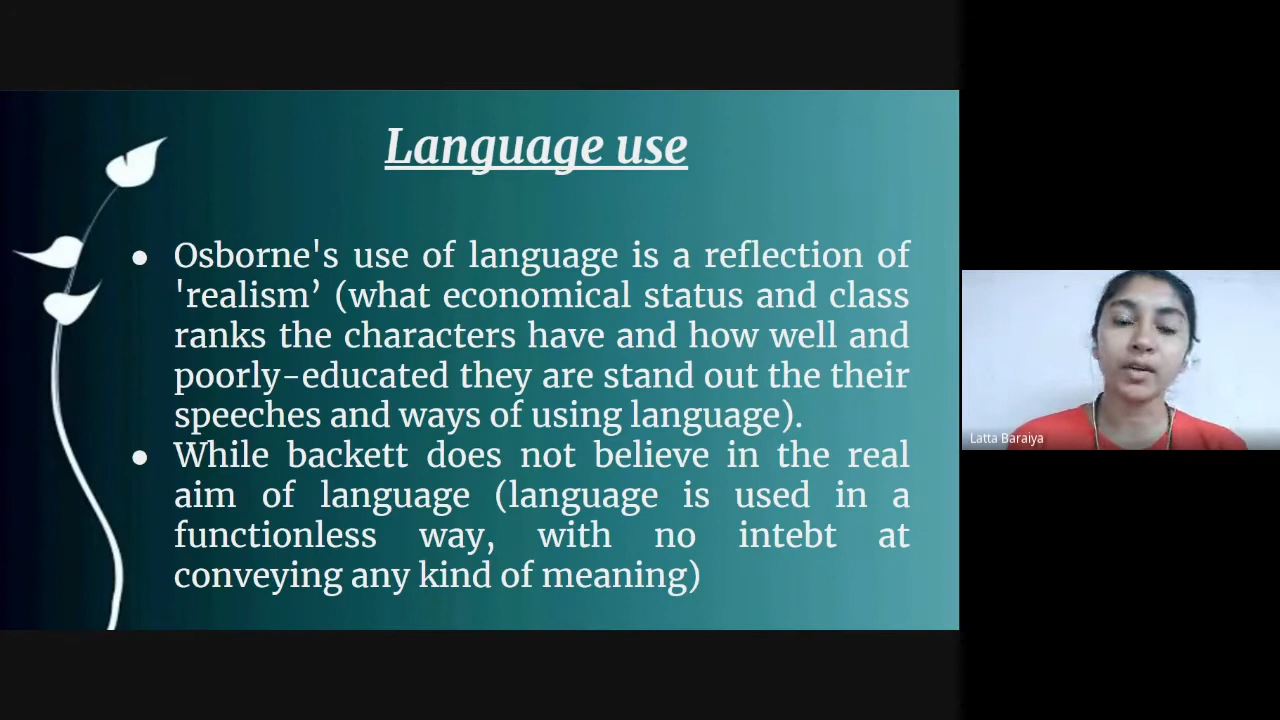 Language use
● Osborne's use of language is a reflection of
'realism’ (what economical status and class
ranks the characters have and how well and
poorly-educated they are stand out the their
speeches and ways of using language).
● While backett does not believe in the real
aim of language (language is used in a
functionless way, with no intebt at
conveying any kind of meaning)
Latta Baraiya